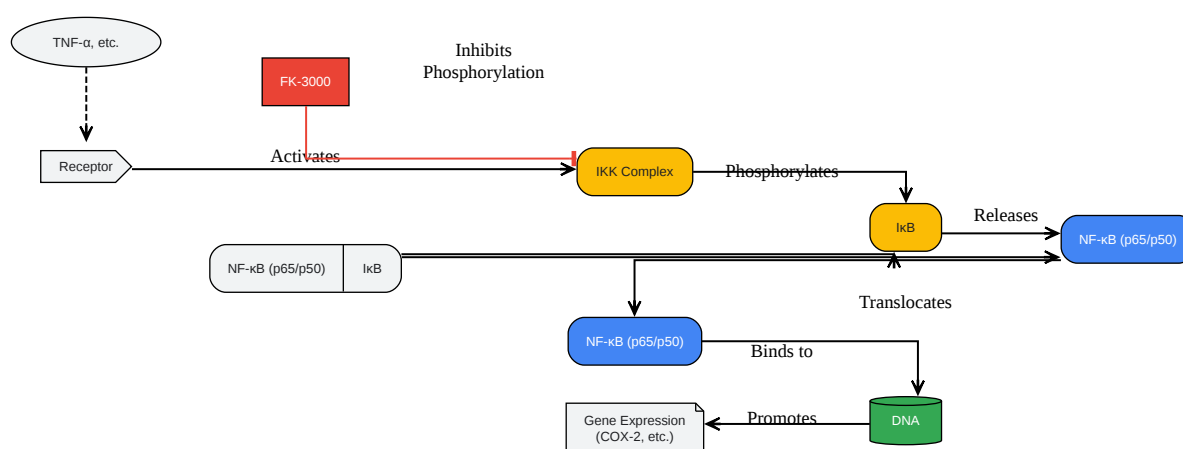 TNF-α, etc.
Inhibits
Phosphorylation
FK-3000
Activates
Receptor
IKK Complex
Phosphorylates
IκB
Releases
NF-κB (p65/p50)
NF-κB (p65/p50)
IκB
Translocates
NF-κB (p65/p50)
Binds to
Gene Expression
(COX-2, etc.)
Promotes
DNA